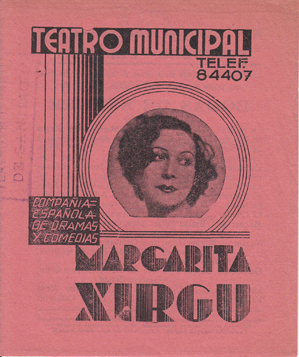 TEATRO MUNICIPAL
TELEF.
84407
COMPAÑIA
ESPAÑOLA
DE DRAMAS
Y COMEDIAS
MARGARITA
XIRGU